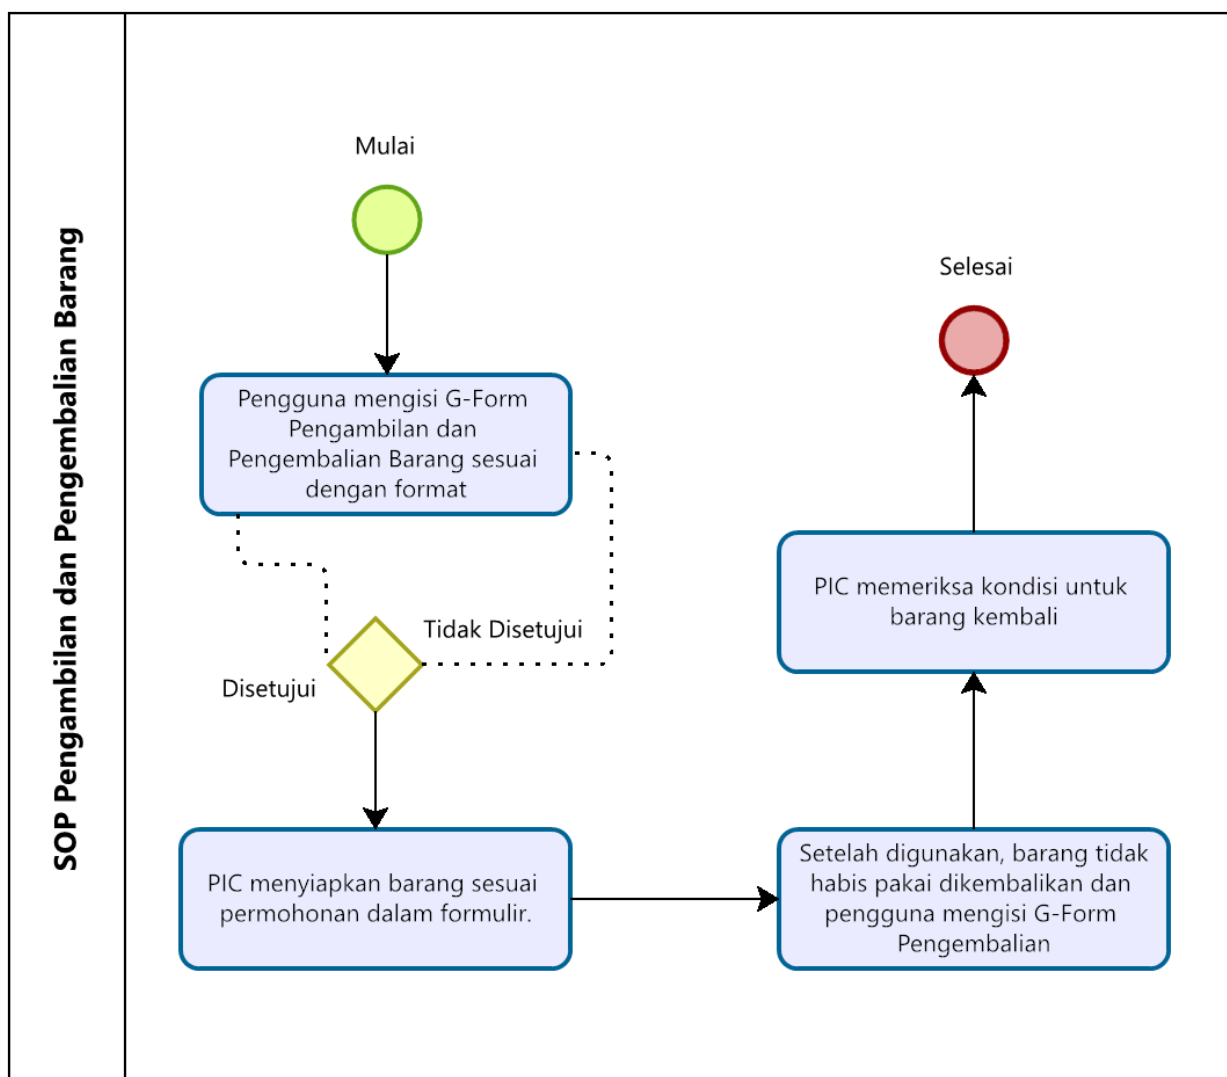 SOP Pengambilan dan Pengembalian Barang
Mulai
Pengguna mengisi G-Form
Pengambilan dan
Pengembalian Barang sesuai
dengan format
Tidak Disetujui
Disetujui
PIC menyiapkan barang sesuai
permohonan dalam formulir.
Setelah digunakan, barang tidak
habis pakai dikembalikan dan
pengguna mengisi G-Form
Pengembalian
PIC memeriksa kondisi untuk
barang kembali
Selesai